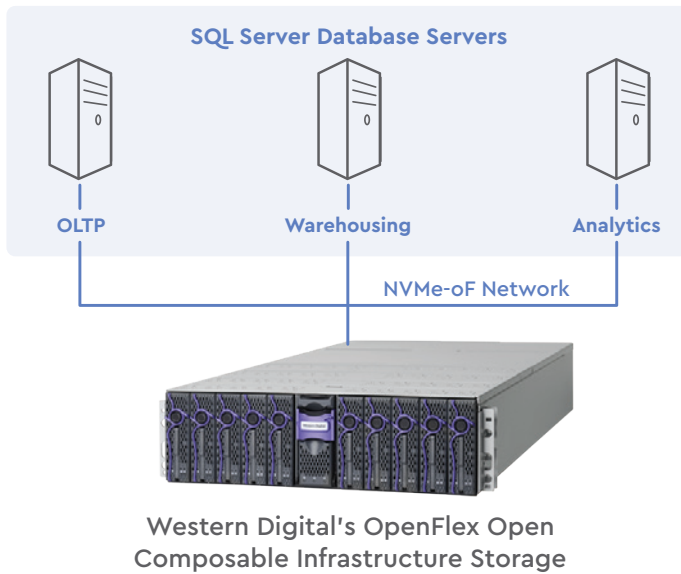 SQL Server Database Servers
OLTP
Warehousing
Analytics
NVMe-oF Network
Western Digital's OpenFlex Open
Composable Infrastructure Storage